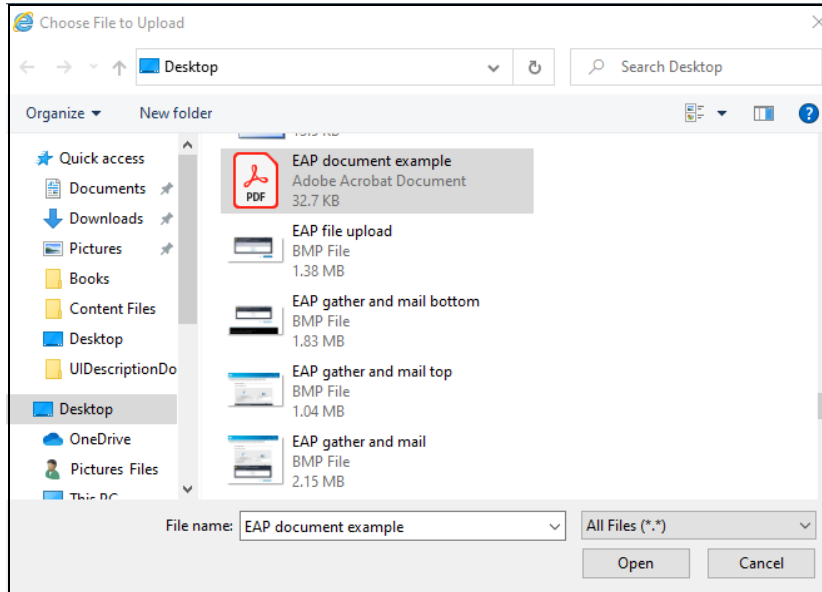 Choose File to Upload
Desktop
Search Desktop
Organize
New folder
Quick access
Documents
Downloads
Pictures
Books
Content Files
Desktop
UIDescriptionDo
Desktop
OneDrive
Pictures Files
This PC
EAP document example
Adobe Acrobat Document
PDF
32.7 KB
EAP file upload
BMP File
1.38 MB
EAP gather and mail bottom
BMP File
1.83 MB
EAP gather and mail top
BMP File
1.04 MB
EAP gather and mail
BMP File
2.15 MB
File name: EAP document example
All Files (*.*)
Open
Cancel